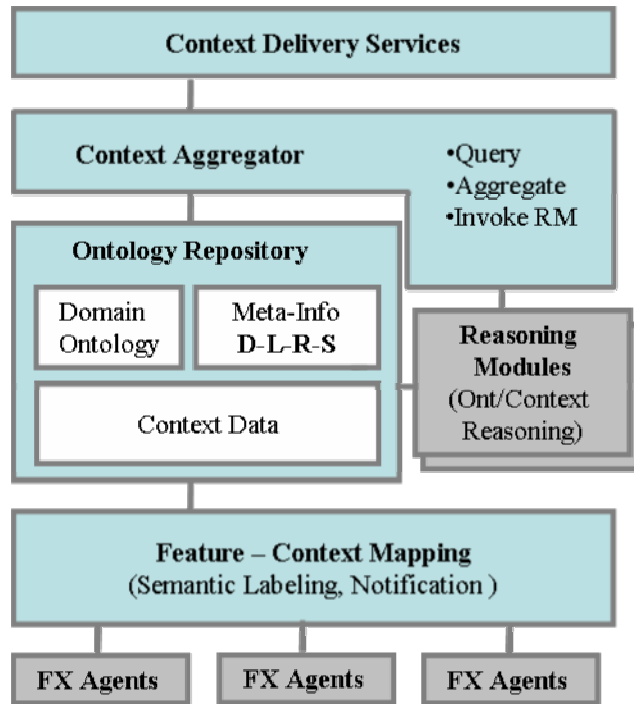 Context Delivery Services
Context Aggregator
•Query
•Aggregate
•Invoke RM
Ontology Repository
Domain
Ontology
Meta-Info
D-L-R-S
Context Data
Reasoning
Modules
(Ont/Context
Reasoning)
Feature – Context Mapping
(Semantic Labeling, Notification )
FX Agents
FX Agents
FX Agents